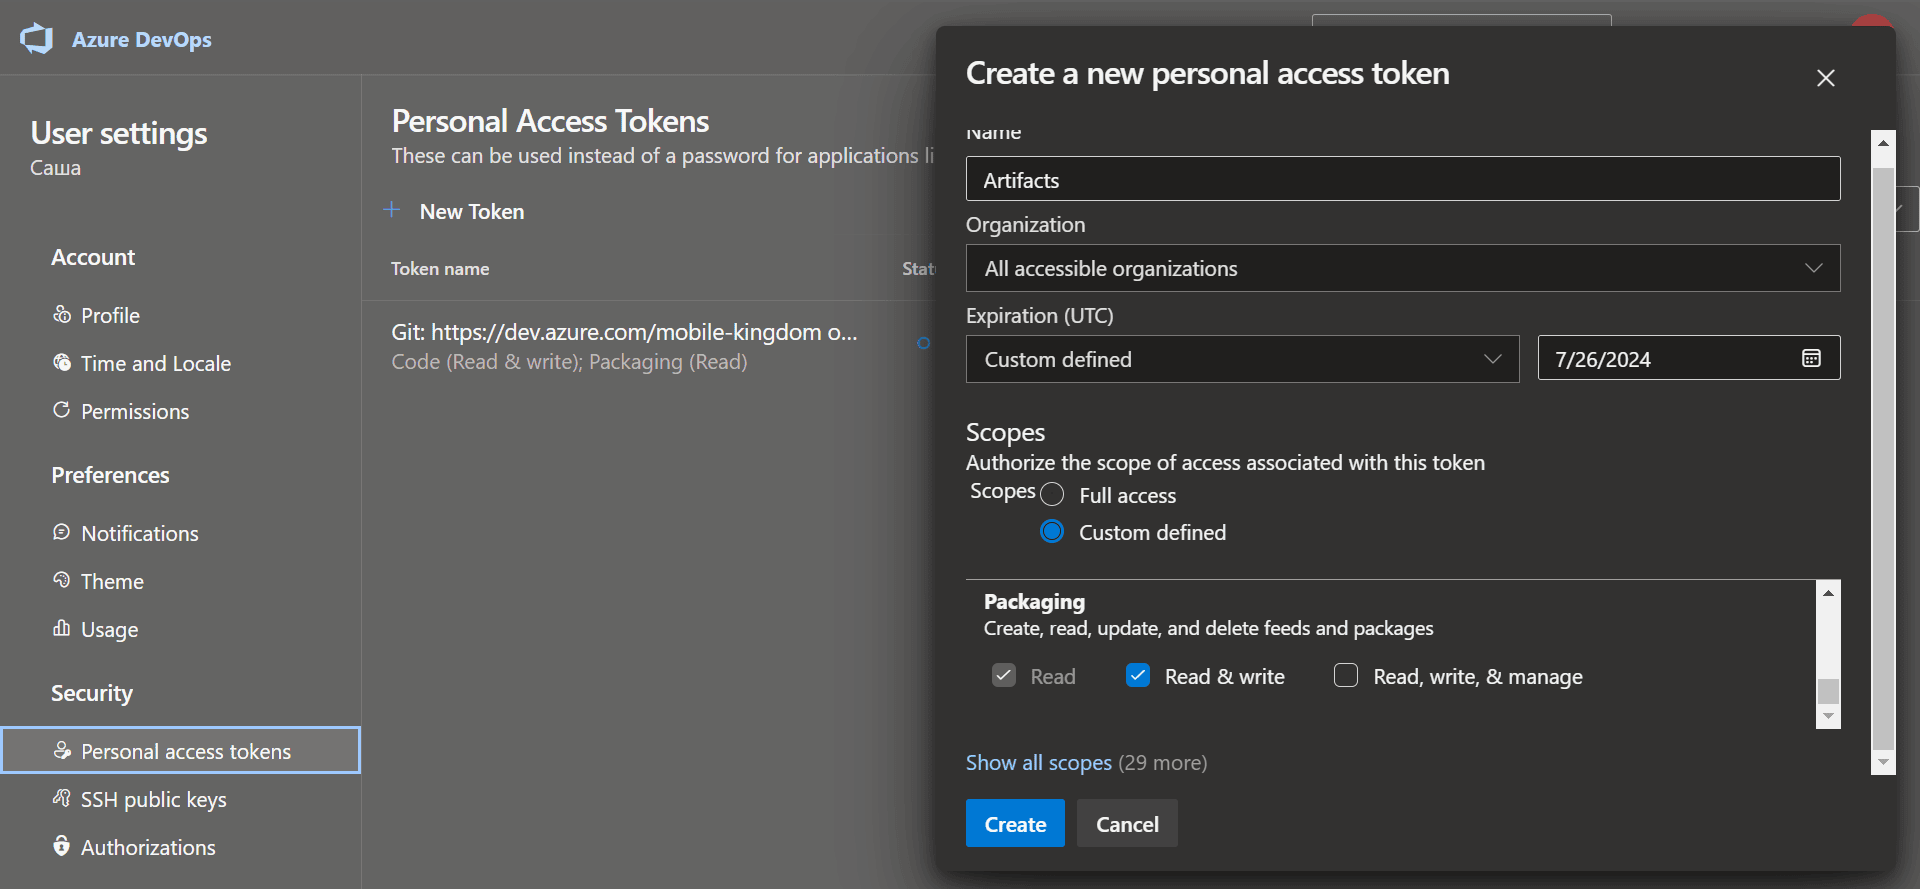 Azure DevOps
User settings
Саша
Account
Profile
Time and Locale
Permissions
Preferences
Notifications
Theme
Usage
Security
Personal access tokens
SSH public keys
Authorizations
Personal Access Tokens
These can be used instead of a password for applications li
New Token
Token name
Stat
Git: https://dev.azure.com/mobile-kingdom o...
Code (Read & write); Packaging (Read)
Create a new personal access token
Name
Artifacts
Organization
All accessible organizations
Expiration (UTC)
Custom defined
7/26/2024
Scopes
Authorize the scope of access associated with this token
Scopes
Full access
Custom defined
Packaging
Create, read, update, and delete feeds and packages
Read
Read & write
Read, write, & manage
Show all scopes (29 more)
Create
Cancel